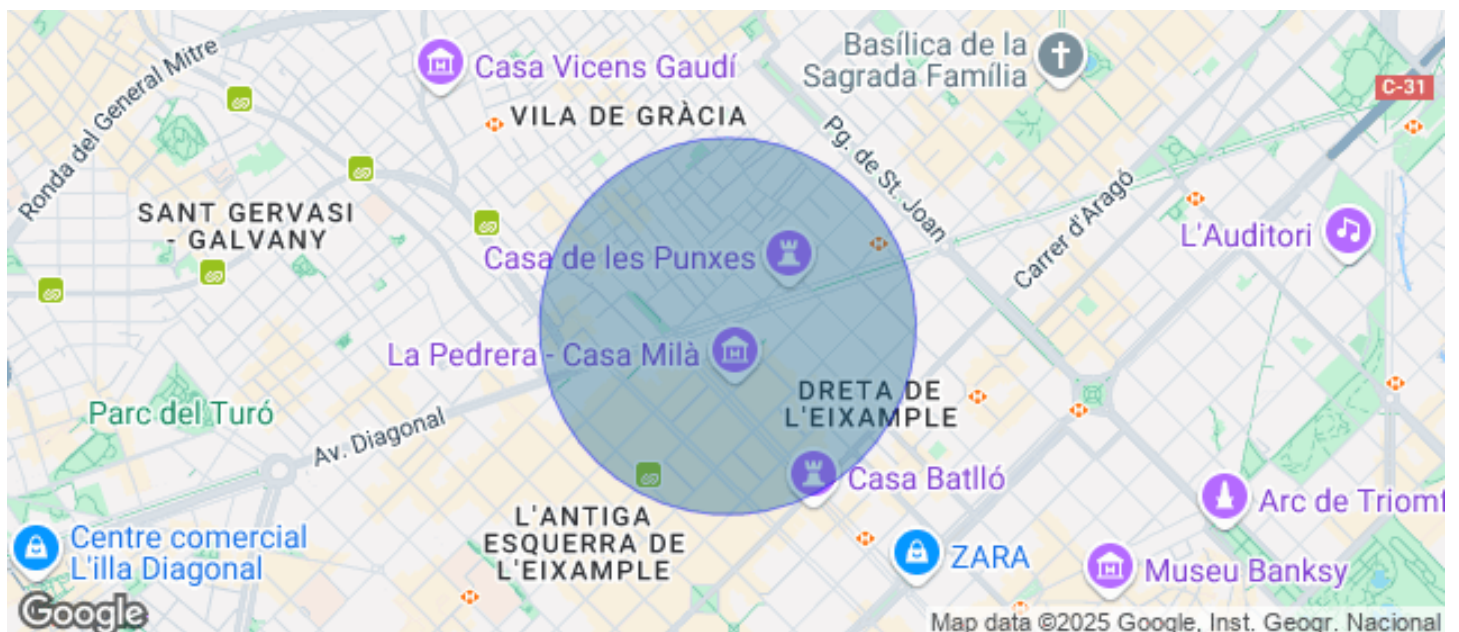 Ronda del General Mitre
Casa Vicens Gaudí
Basílica de la
Sagrada Família
C-31
VILA DE GRÀCIA
Pg. de St. Joan
SANT GERVASI
- GALVANY
Carrer d'Aragó
L'Auditori
Casa de les Punxes
La Pedrera - Casa Milà
DRETA DE
L'EIXAMPLE
Parc del Turó
Av. Diagonal
Casa Batlló
Arc de Triomf
L'ANTIGA
ESQUERRA DE
L'EIXAMPLE
Centre comercial
L'illa Diagonal
ZARA
Museu Banksy
Google
Map data ©2025 Google, Inst. Geogr. Nacional